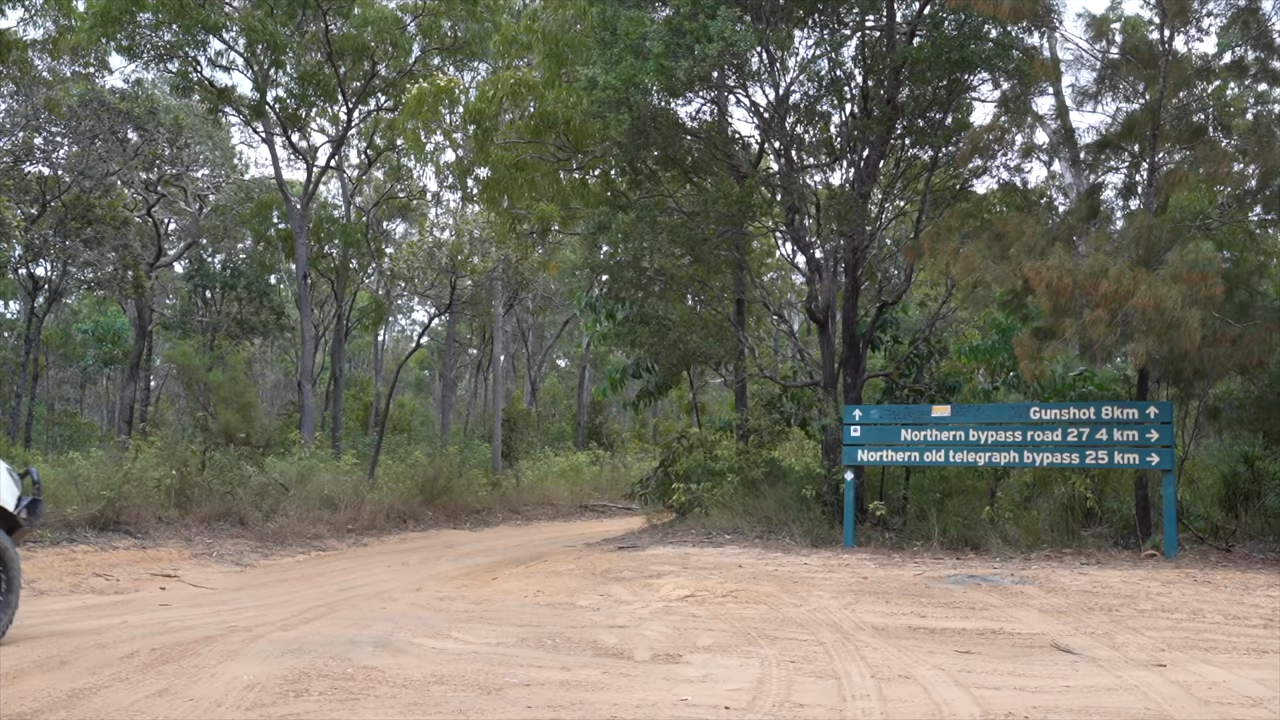 ↑ Gunshot 8km ↑
Northern bypass road 27 4 km →
Northern old telegraph bypass 25 km →